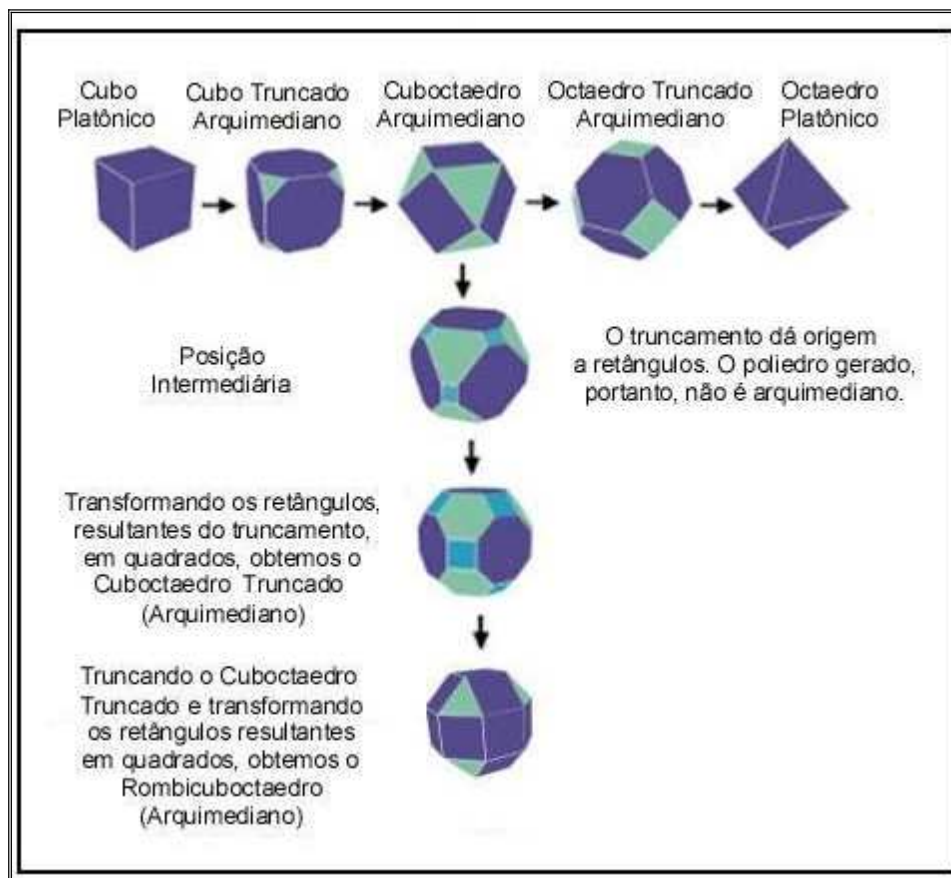 Cubo
Platônico
Cubo Truncado
Arquimediano
Cuboctaedro
Arquimediano
Octaedro Truncado
Arquimediano
Octaedro
Platônico
Posição
Intermediária
O truncamento dá origem
a retângulos. O poliedro gerado,
portanto, não é arquimediano.
Transformando os retângulos,
resultantes do truncamento,
em quadrados, obtemos o
Cuboctaedro Truncado
(Arquimediano)
Truncando o Cuboctaedro
Truncado e transformando
os retângulos resultantes
em quadrados, obtemos o
Rombicuboctaedro
(Arquimediano)